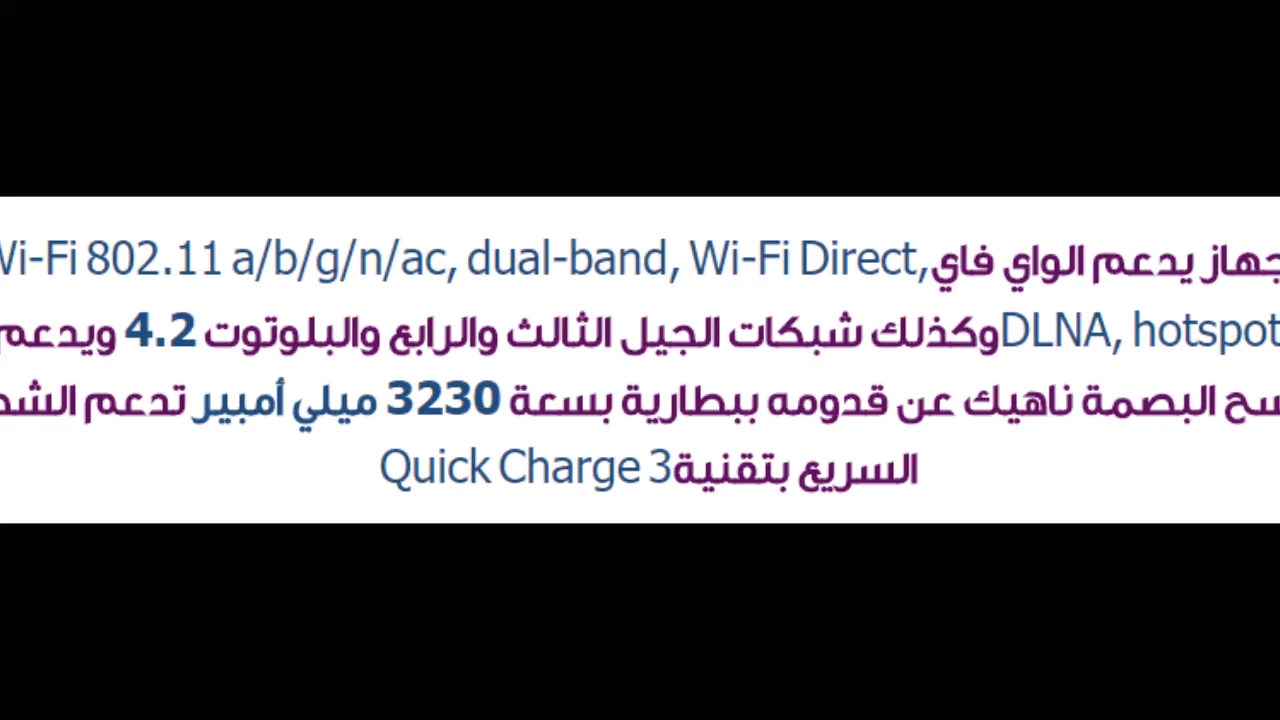 جهاز يدعم الواي فاي Wi-Fi 802.11 a/b/g/n/ac, dual-band, Wi-Fi Direct,
DLNA, hotspot وكذلك شبكات الجيل الثالث والرابع والبلوتوت 4.2 ويدعم
البصمة ناهيك عن قدومه ببطارية بسعة 3230 ميلي أمبير تدعم
السريع بتقنية Quick Charge 3